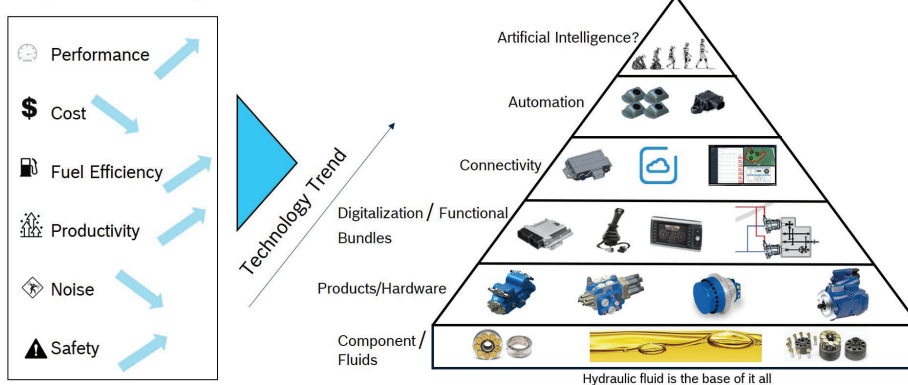 Performance
$ Cost
Fuel Efficiency
Productivity
Noise
Safety
Technology Trend
Artificial Intelligence?
Automation
Connectivity
Digitalization / Functional
Bundles
Products/Hardware
Component /
Fluids
Hydraulic fluid is the base of it all